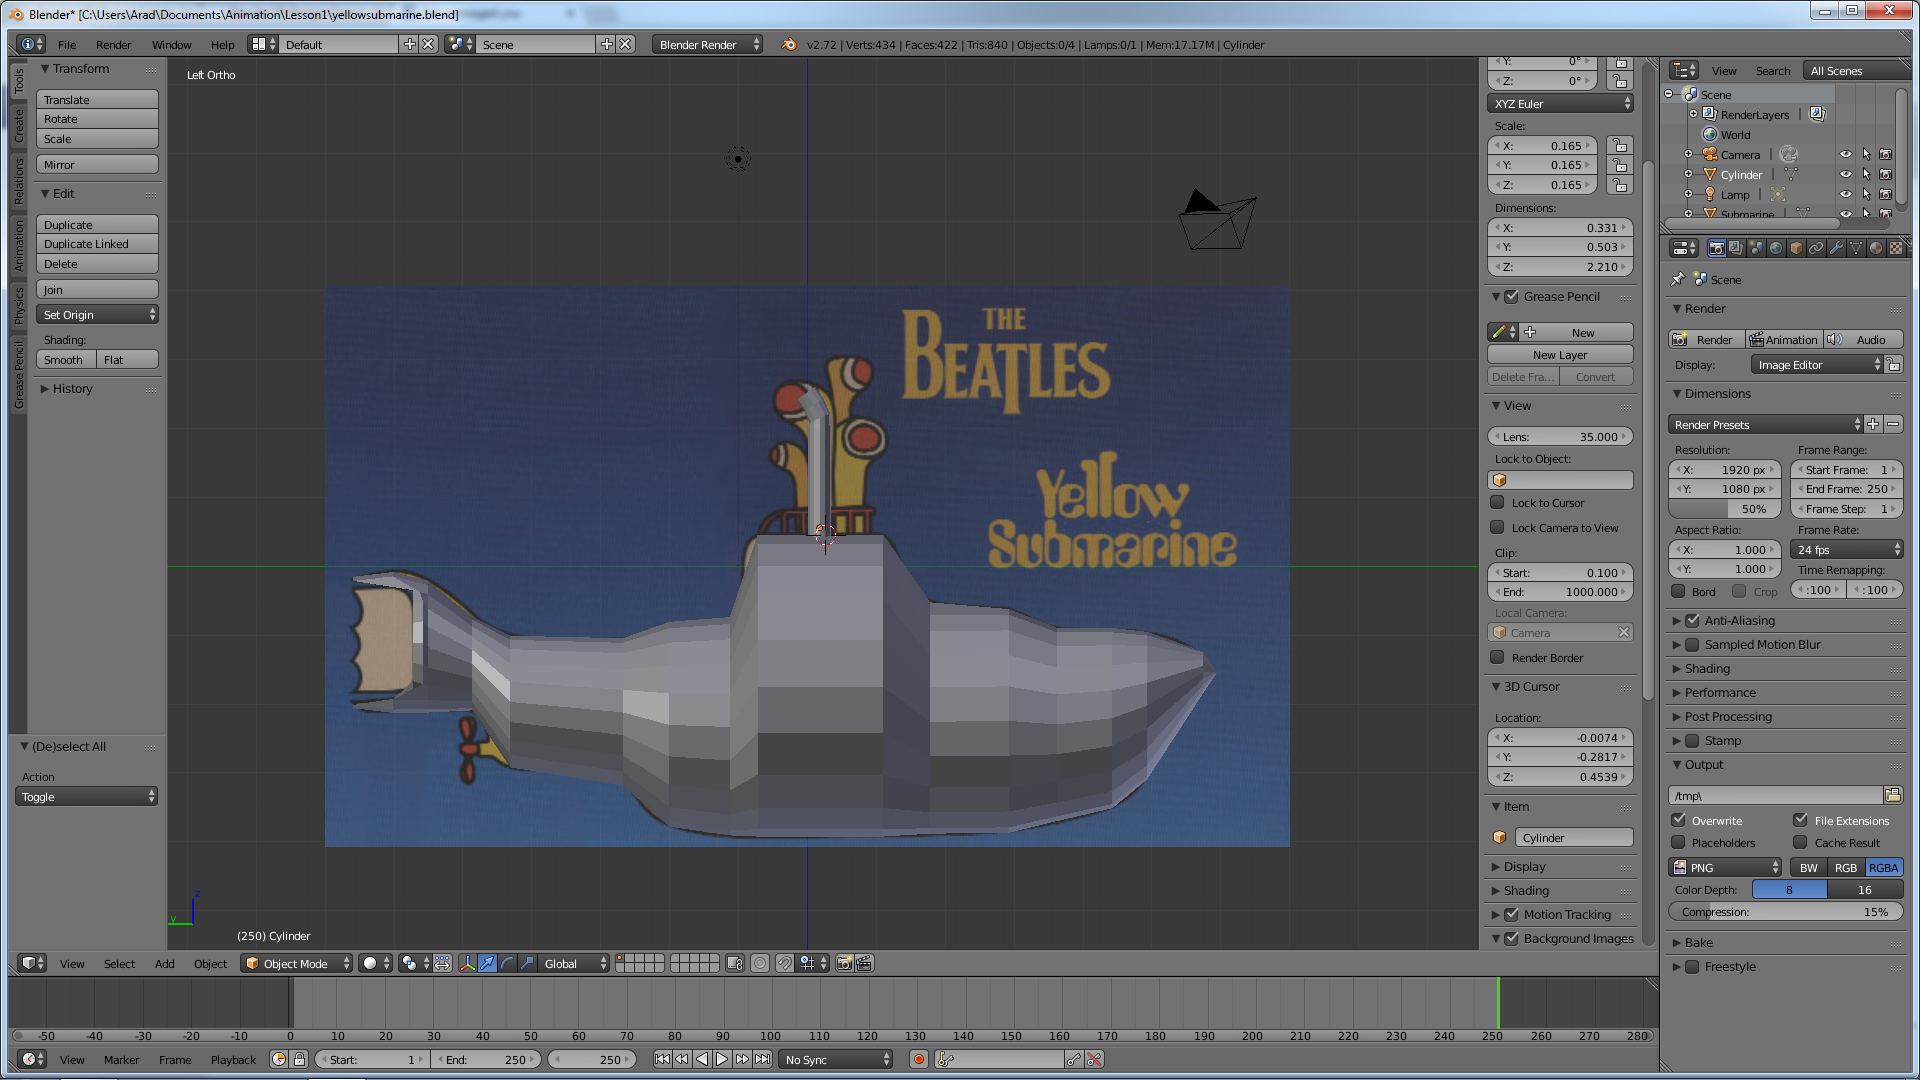 Blender* [C:\Users\Arad\Documents\Animation\Lesson1\yellowsubmarine.blend]
File Render Window Help Default Scene Blender Render v2.72 | Verts:434 | Faces:422 | Tris:840 | Objects:0/4 | Lamps:0/1 | Mem:17.17M | Cylinder
Tools
Create
Relations
Animation
Physics
Grease Pencil
Transform
Translate
Rotate
Scale
Mirror
Edit
Duplicate
Duplicate Linked
Delete
Join
Set Origin
Shading:
Smooth Flat
History
(De)select All
Action
Toggle
Left Ortho
THE
BEATLES
Yellow
Submarine
z
y
(250) Cylinder
Y: 0°
Z: 0°
XYZ Euler
Scale:
X: 0.165
Y: 0.165
Z: 0.165
Dimensions:
X: 0.331
Y: 0.503
Z: 2.210
Grease Pencil
New
New Layer
Delete Fra... Convert
View
Lens: 35.000
Lock to Object:
Lock to Cursor
Lock Camera to View
Clip:
Start: 0.100
End: 1000.000
Local Camera:
Camera
Render Border
3D Cursor
Location:
X: -0.0074
Y: -0.2817
Z: 0.4539
Item
Cylinder
Display
Shading
Motion Tracking
Background Images
View Search All Scenes
Scene
RenderLayers
World
Camera
Cylinder
Lamp
Submarine
Scene
Render
Render Animation Audio
Display: Image Editor
Dimensions
Render Presets
Resolution: Frame Range:
X: 1920 px Start Frame: 1
Y: 1080 px End Frame: 250
50% Frame Step: 1
Aspect Ratio: Frame Rate:
X: 1.000 24 fps
Y: 1.000 Time Remapping:
Bord Crop :100 :100
Anti-Aliasing
Sampled Motion Blur
Shading
Performance
Post Processing
Stamp
Output
/tmp\
Overwrite File Extensions
Placeholders Cache Result
PNG BW RGB RGBA
Color Depth: 8 16
Compression: 15%
Bake
Freestyle
View Select Add Object Object Mode Global
-50 -40 -30 -20 -10 0 10 20 30 40 50 60 70 80 90 100 110 120 130 140 150 160 170 180 190 200 210 220 230 240 250 260 270 280
View Marker Frame Playback Start: 1 End: 250 250 No Sync